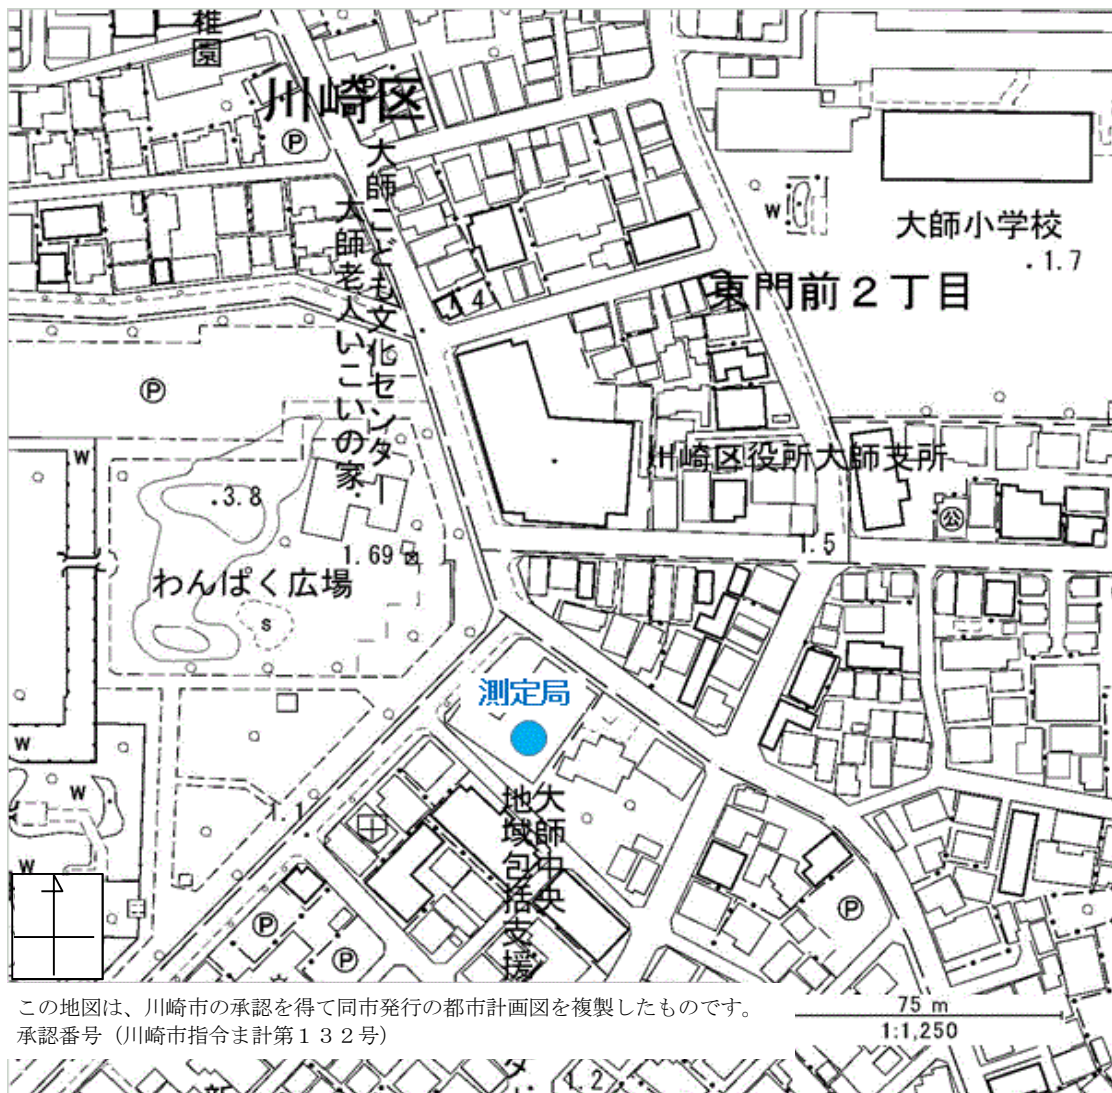 稚園
川崎区
Ⓟ
大師こども文化センター
大師老人いこいの家
W
大師小学校
1.7
東門前2丁目
1.4
Ⓟ
川崎区役所大師支所
W
3.8
公
1.5
1.69
わんぱく広場
s
測定局
W
W
1.1
大師中央
地域包括支援
W
Ⓟ
Ⓟ
Ⓟ
この地図は、川崎市の承認を得て同市発行の都市計画図を複製したものです。
承認番号（川崎市指令ま計第132号）
75 m
1:1,250
1.2